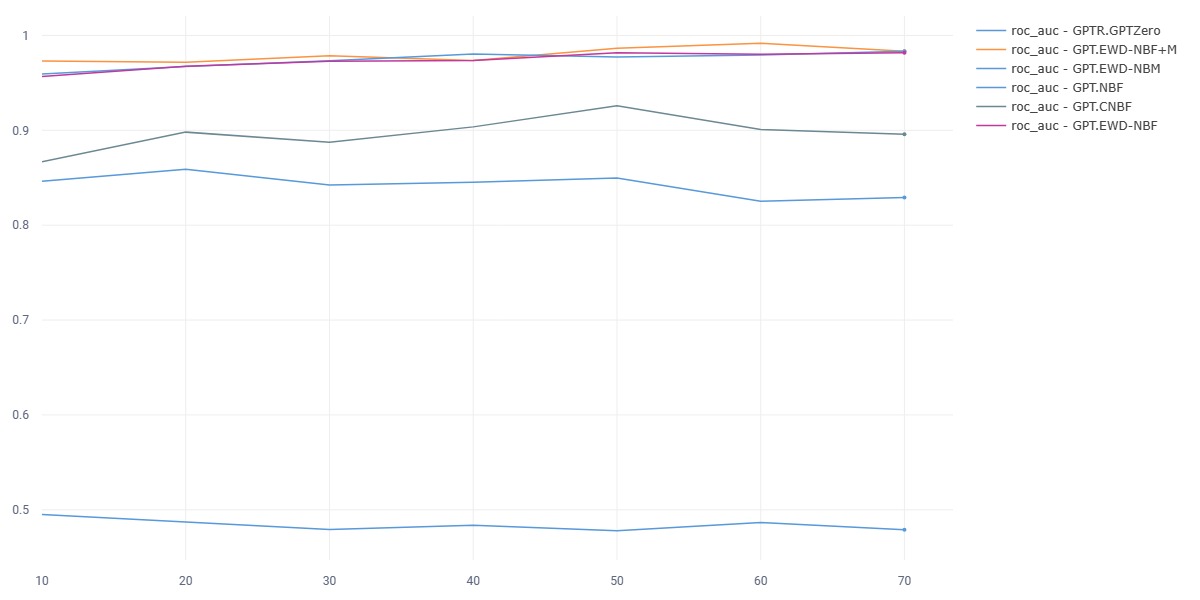 1
0.9
0.8
0.7
0.6
0.5
10 20 30 40 50 60 70
roc_auc - GPTR.GPTZero
roc_auc - GPT.EWD-NBF+M
roc_auc - GPT.EWD-NBM
roc_auc - GPT.NBF
roc_auc - GPT.CNBF
roc_auc - GPT.EWD-NBF